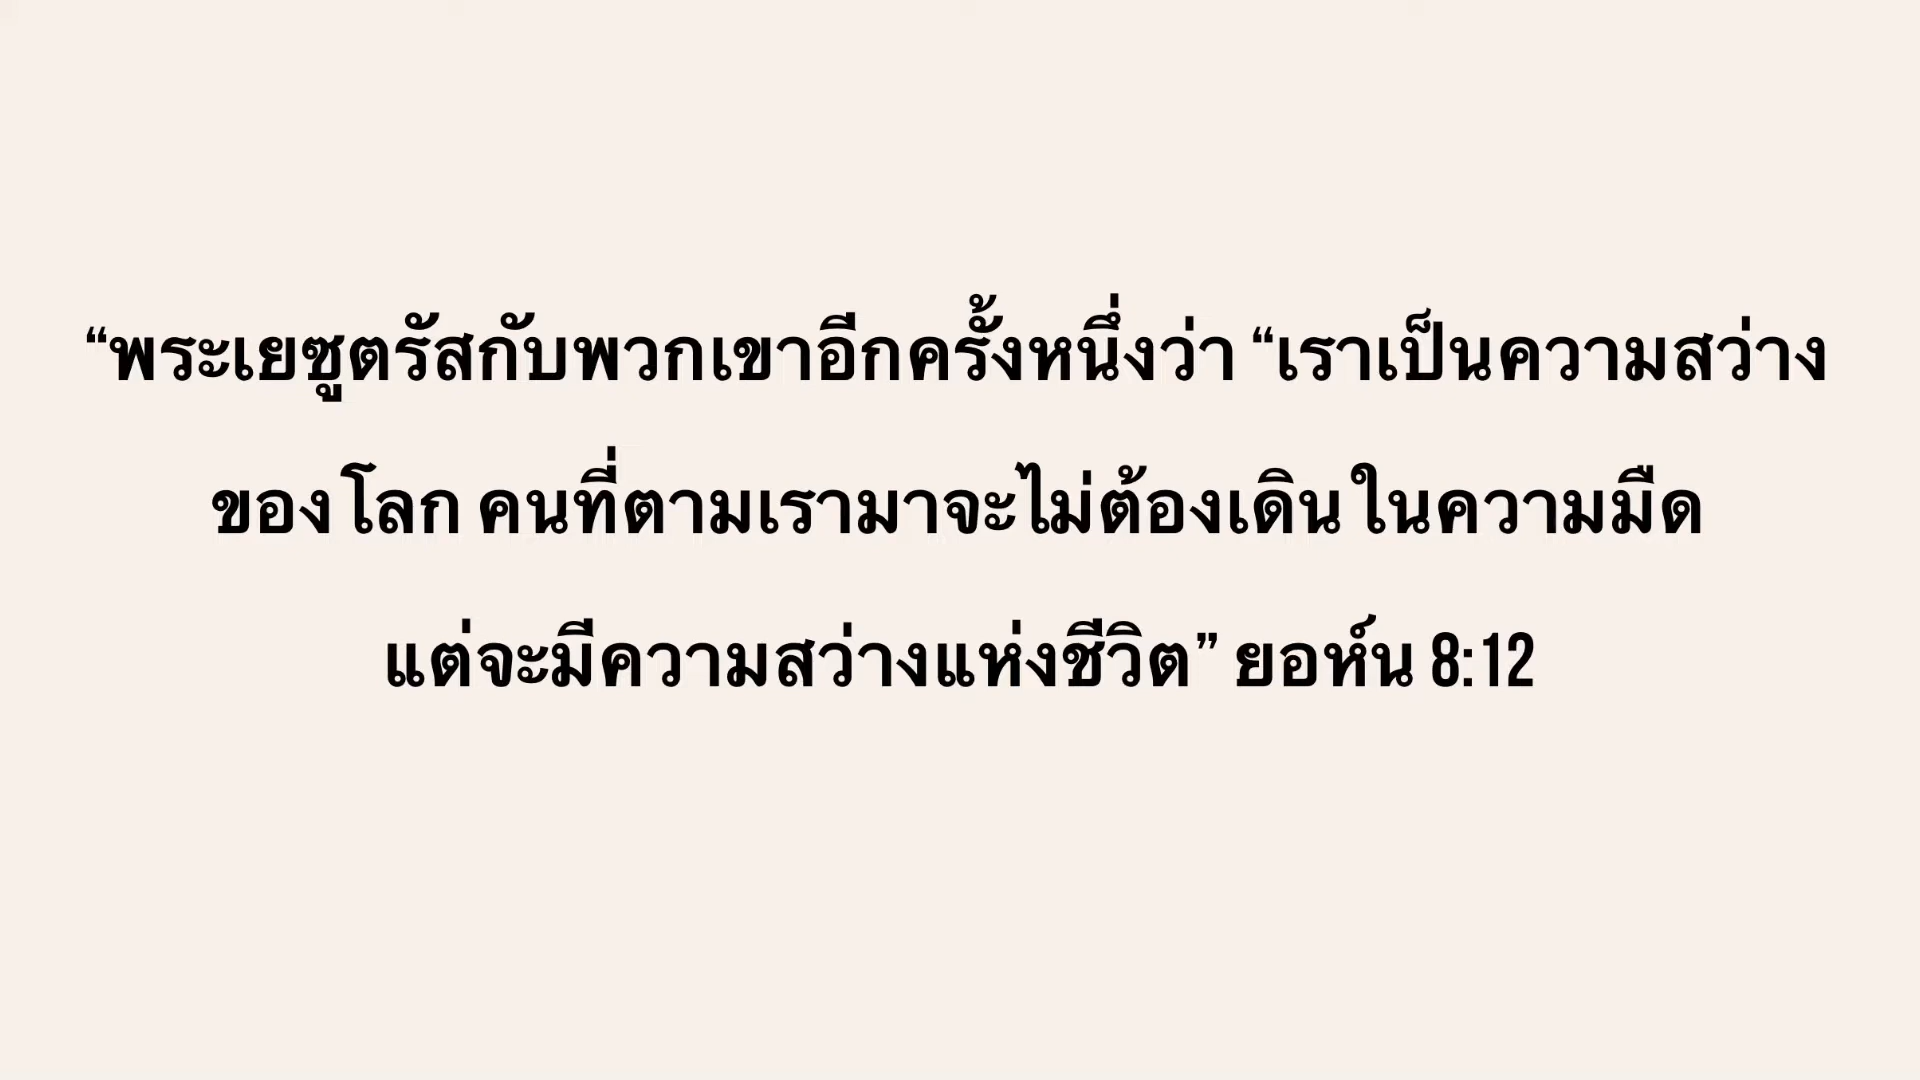 “พระเยซูตรัสกับพวกเขาอีกครั้งหนึ่งว่า “เราเป็นความสว่าง
ของโลก คนที่ตามเรามาจะไม่ต้องเดินในความมืด
แต่จะมีความสว่างแห่งชีวิต” ยอห์น 8:12